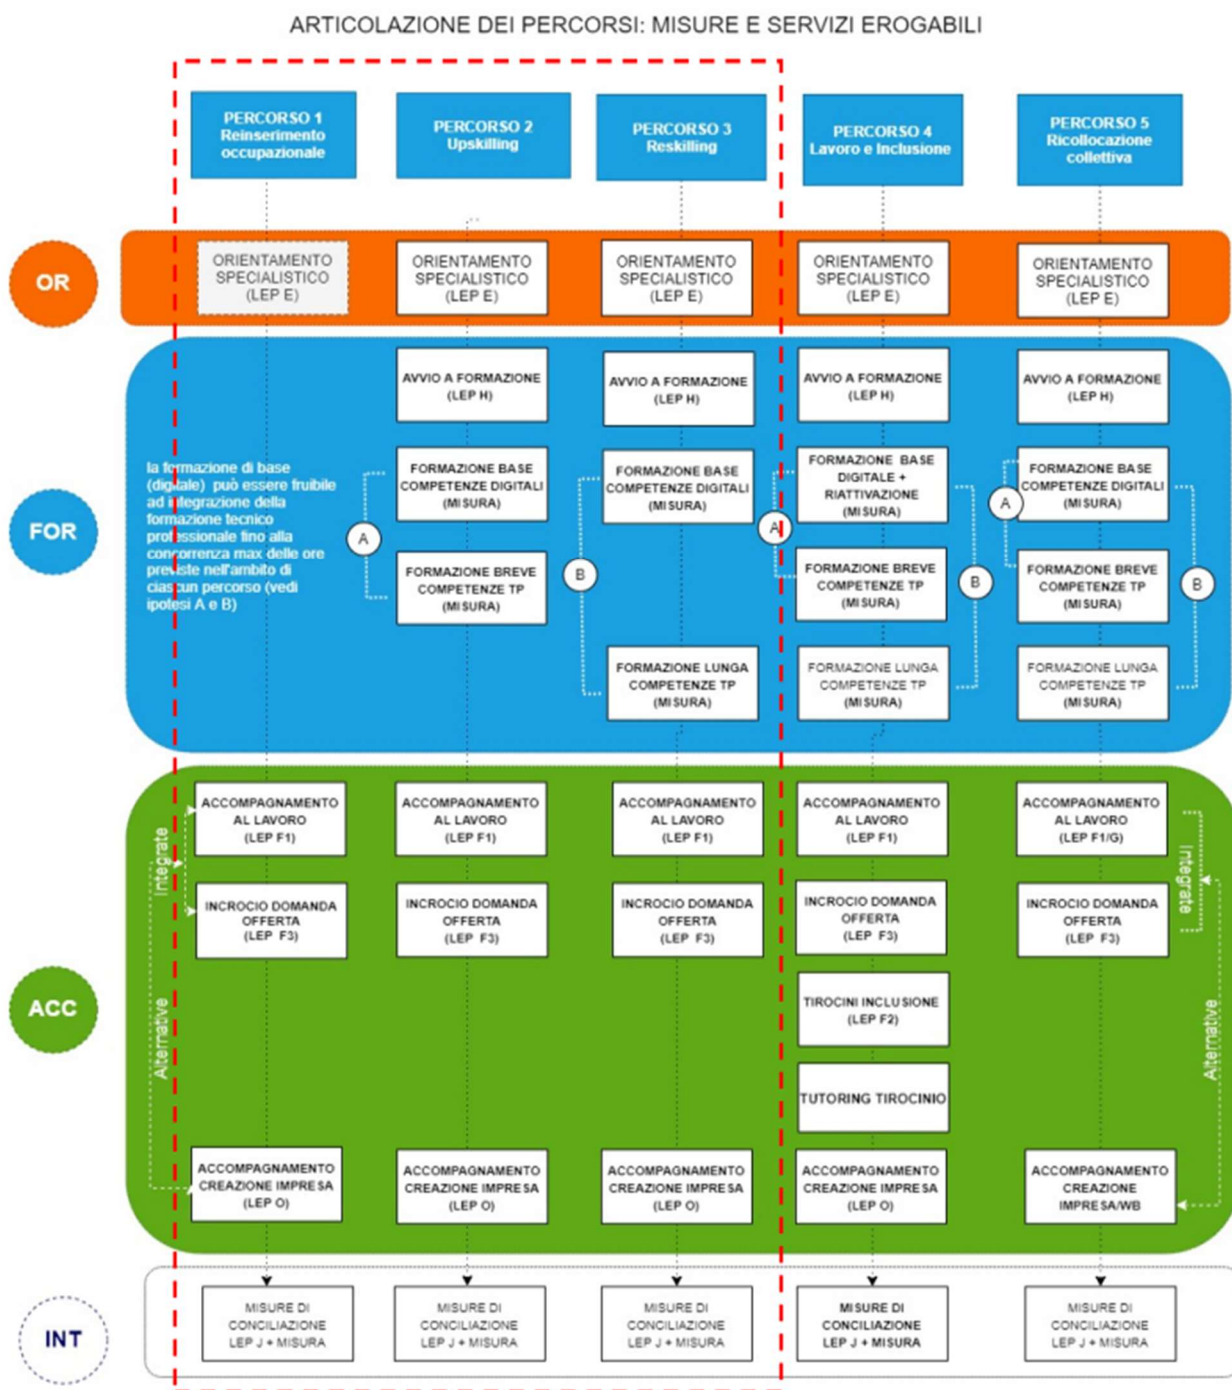 ARTICOLAZIONE DEI PERCORSI: MISURE E SERVIZI EROGABILI
PERCORSO 1
Reinserimento
occupazionale
PERCORSO 2
Upskilling
PERCORSO 3
Reskilling
PERCORSO 4
Lavoro e Inclusione
PERCORSO 5
Ricollocazione
collettiva
OR
ORIENTAMENTO
SPECIALISTICO
(LEP E)
ORIENTAMENTO
SPECIALISTICO
(LEP E)
ORIENTAMENTO
SPECIALISTICO
(LEP E)
ORIENTAMENTO
SPECIALISTICO
(LEP E)
ORIENTAMENTO
SPECIALISTICO
(LEP E)
FOR
la formazione di base
(digitale) può essere fruibile
ad integrazione della
formazione tecnico
professionale fino alla
concorrenza max delle ore
previste nell'ambito di
ciascun percorso (vedi
ipotesi A e B)
AVVIO A FORMAZIONE
(LEP H)
AVVIO A FORMAZIONE
(LEP H)
AVVIO A FORMAZIONE
(LEP H)
AVVIO A FORMAZIONE
(LEP H)
A
FORMAZIONE BASE
COMPETENZE DIGITALI
(MISURA)
B
FORMAZIONE BASE
COMPETENZE DIGITALI
(MISURA)
A
FORMAZIONE BASE
DIGITALE +
RIATTIVAZIONE
(MISURA)
B
A
FORMAZIONE BASE
COMPETENZE DIGITALI
(MISURA)
B
FORMAZIONE BREVE
COMPETENZE TP
(MISURA)
FORMAZIONE BREVE
COMPETENZE TP
(MISURA)
FORMAZIONE BREVE
COMPETENZE TP
(MISURA)
FORMAZIONE LUNGA
COMPETENZE TP
(MISURA)
FORMAZIONE LUNGA
COMPETENZE TP
(MISURA)
FORMAZIONE LUNGA
COMPETENZE TP
(MISURA)
ACC
Integrate
Alternative
ACCOMPAGNAMENTO
AL LAVORO
(LEP F1)
ACCOMPAGNAMENTO
AL LAVORO
(LEP F1)
ACCOMPAGNAMENTO
AL LAVORO
(LEP F1)
ACCOMPAGNAMENTO
AL LAVORO
(LEP F1)
ACCOMPAGNAMENTO
AL LAVORO
(LEP F1/G)
INCROCIO DOMANDA
OFFERTA
(LEP F3)
INCROCIO DOMANDA
OFFERTA
(LEP F3)
INCROCIO DOMANDA
OFFERTA
(LEP F3)
INCROCIO DOMANDA
OFFERTA
(LEP F3)
INCROCIO DOMANDA
OFFERTA
(LEP F3)
Integrate
Alternative
TIROCINI INCLUSIONE
(LEP F2)
TUTORING TIROCINIO
ACCOMPAGNAMENTO
CREAZIONE IMPRESA
(LEP O)
ACCOMPAGNAMENTO
CREAZIONE IMPRESA
(LEP O)
ACCOMPAGNAMENTO
CREAZIONE IMPRESA
(LEP O)
ACCOMPAGNAMENTO
CREAZIONE IMPRESA
(LEP O)
ACCOMPAGNAMENTO
CREAZIONE
IMPRESA/WB
INT
MISURE DI
CONCILIAZIONE
LEP J + MISURA
MISURE DI
CONCILIAZIONE
LEP J + MISURA
MISURE DI
CONCILIAZIONE
LEP J + MISURA
MISURE DI
CONCILIAZIONE
LEP J + MISURA
MISURE DI
CONCILIAZIONE
LEP J + MISURA